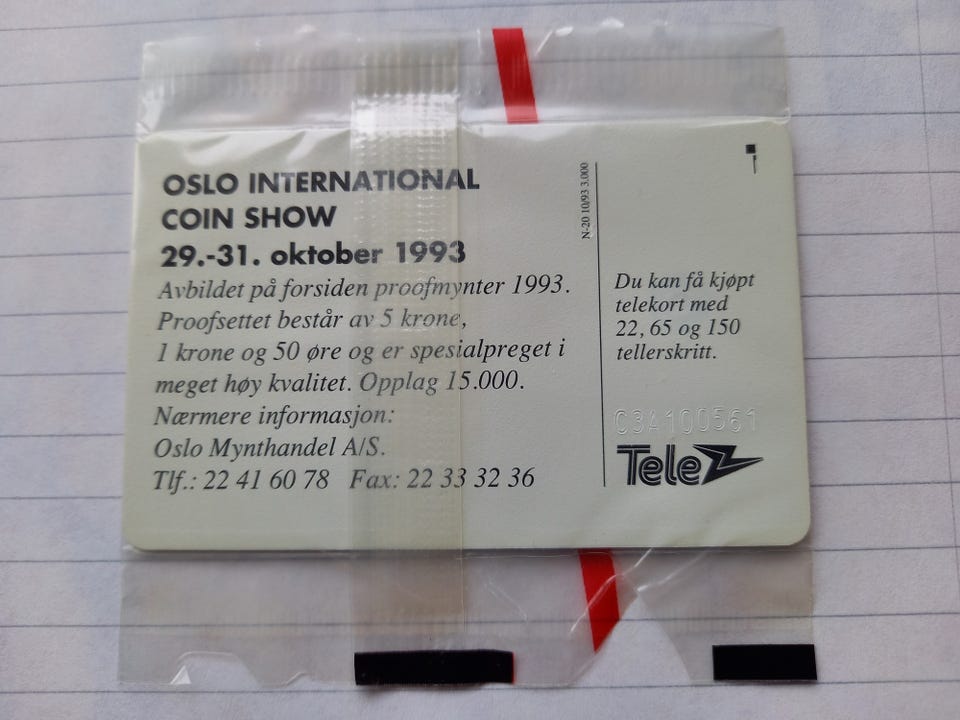 OSLO INTERNATIONAL
COIN SHOW
29.-31. oktober 1993
Avbildet på forsiden proofmynter 1993.
Proofsettet består av 5 krone,
1 krone og 50 øre og er spesialpreget i
meget høy kvalitet. Opplag 15.000.
Nærmere informasjon:
Oslo Mynthandel A/S.
Tlf.: 22 41 60 78 Fax: 22 33 32 36
N-20 10/93 3.000
Du kan få kjøpt
telekort med
22, 65 og 150
tellerskritt.
C3A100561
Tele